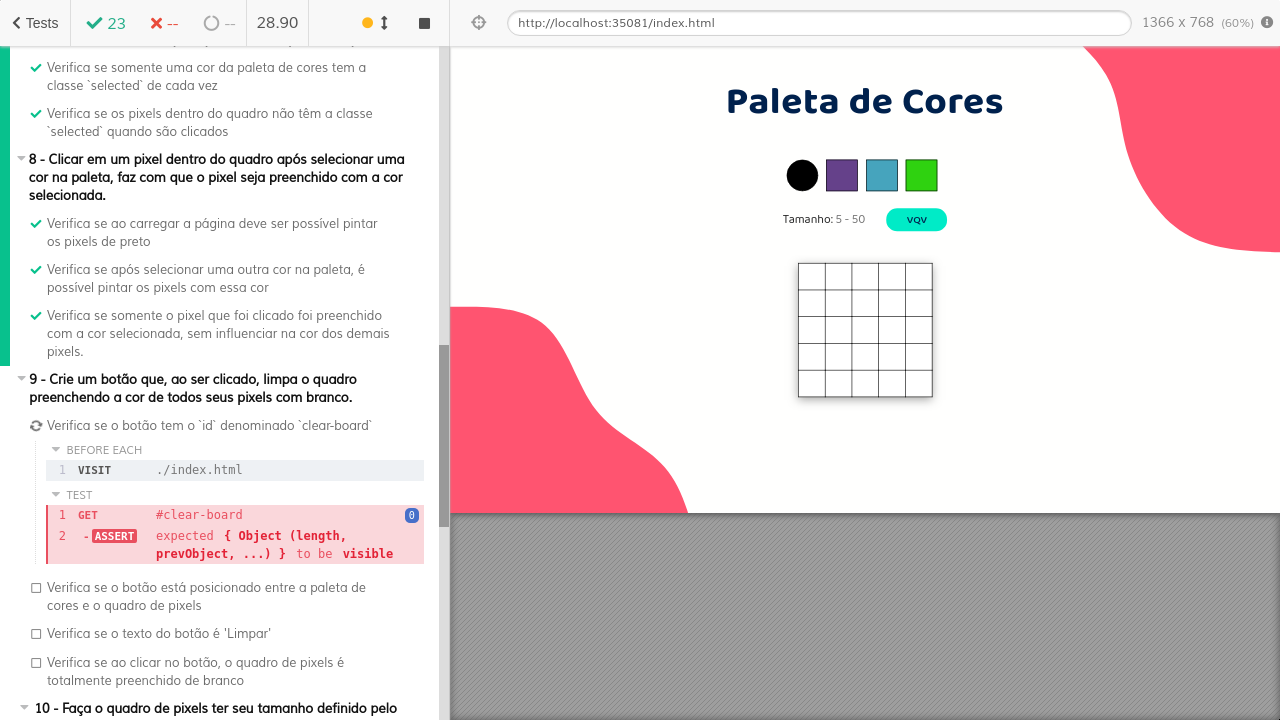 Tests
23
--
--
28.90
http://localhost:35081/index.html
1366 x 768 (60%)
Verifica se somente uma cor da paleta de cores tem a
classe `selected` de cada vez
Verifica se os pixels dentro do quadro não têm a classe
`selected` quando são clicados
8 - Clicar em um pixel dentro do quadro após selecionar uma
cor na paleta, faz com que o pixel seja preenchido com a cor
selecionada.
Verifica se ao carregar a página deve ser possível pintar
os pixels de preto
Verifica se após selecionar uma outra cor na paleta, é
possível pintar os pixels com essa cor
Verifica se somente o pixel que foi clicado foi preenchido
com a cor selecionada, sem influenciar na cor dos demais
pixels.
9 - Crie um botão que, ao ser clicado, limpa o quadro
preenchendo a cor de todos seus pixels com branco.
Verifica se o botão tem o `id` denominado `clear-board`
BEFORE EACH
1 VISIT ./index.html
TEST
1 GET #clear-board 0
2 -ASSERT expected { Object (length,
prevObject, ...) } to be visible
Verifica se o botão está posicionado entre a paleta de
cores e o quadro de pixels
Verifica se o texto do botão é 'Limpar'
Verifica se ao clicar no botão, o quadro de pixels é
totalmente preenchido de branco
10 - Faça o quadro de pixels ter seu tamanho definido pelo
Paleta de Cores
Tamanho: 5 - 50
VQV